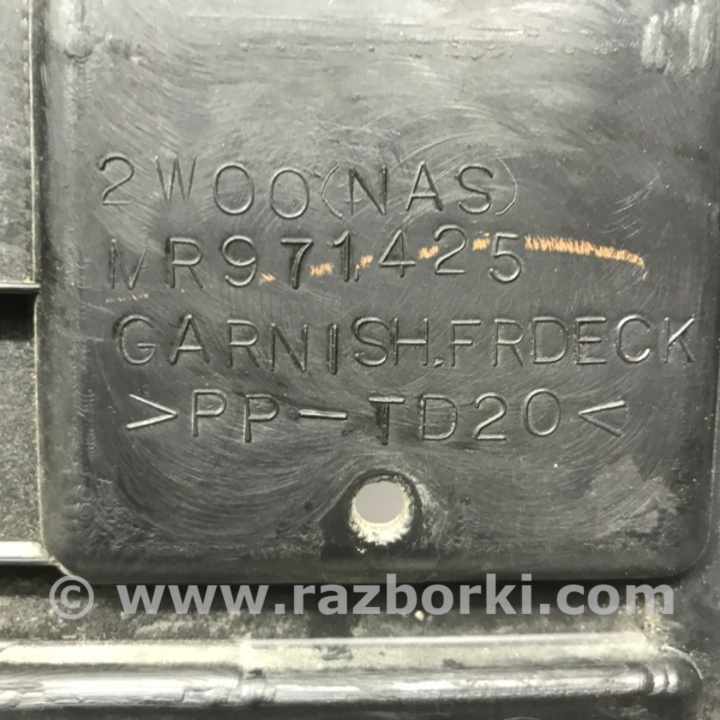 2W00(NAS)
MR971425
GARNISH,FRDECK
>PP-TD20<
© www.razborki.com